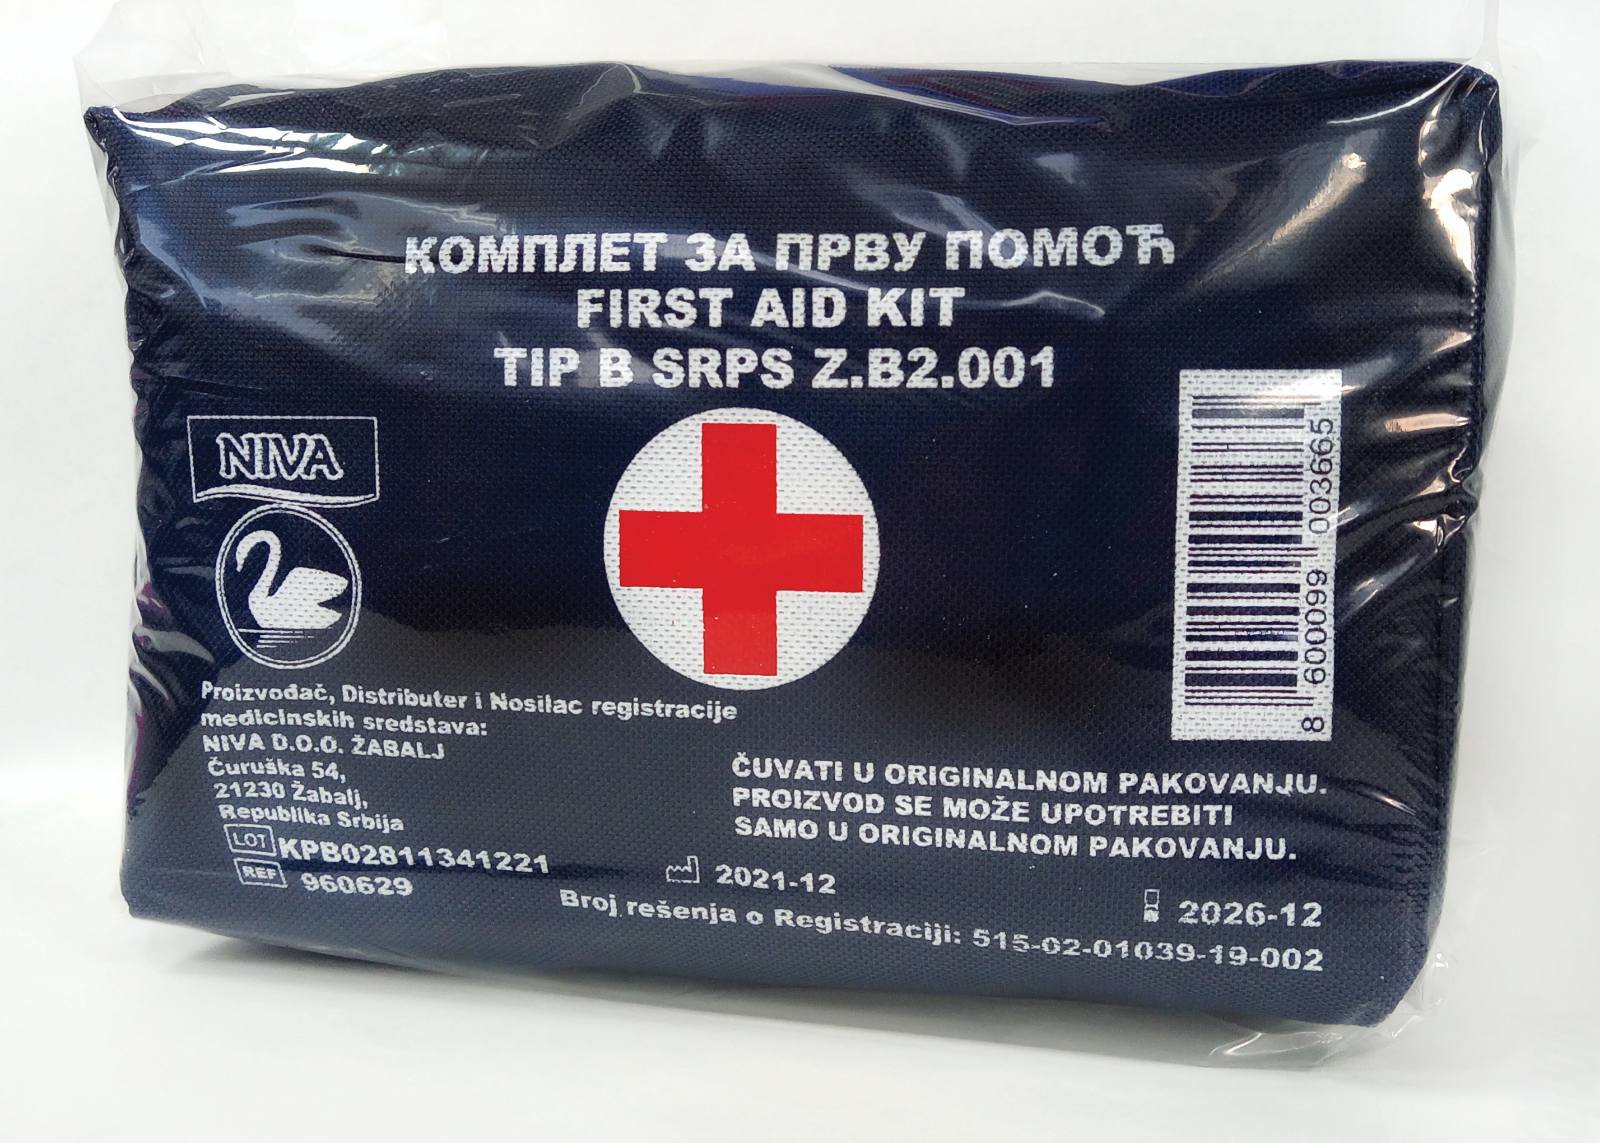 КОМПЛЕТ ЗА ПРВУ ПОМОЋ
FIRST AID KIT
TIP B SRPS Z.B2.001
NIVA
Proizvođač, Distributer i Nosilac registracije
medicinskih sredstava:
NIVA D.O.O. ŽABALJ
Čuruška 54,
21230 Žabalj,
Republika Srbija
LOT KPB02811341221
REF 960629
8 600099 003665
ČUVATI U ORIGINALNOM PAKOVANJU.
PROIZVOD SE MOŽE UPOTREBITI
SAMO U ORIGINALNOM PAKOVANJU.
2021-12
2026-12
Broj rešenja o Registraciji: 515-02-01039-19-002